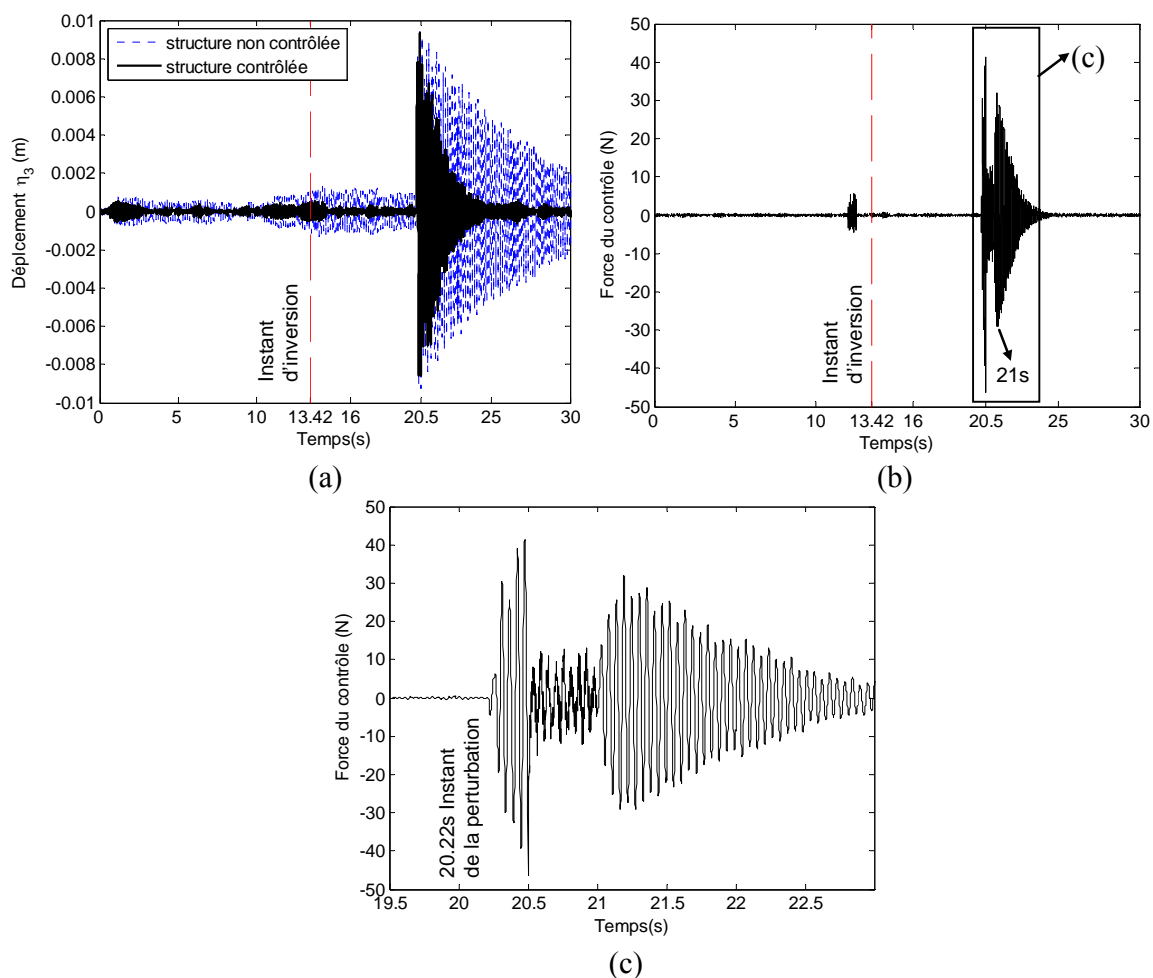 0.01
0.008
0.006
0.004
0.002
0
-0.002
-0.004
-0.006
-0.008
-0.01
Déplcement η3 (m)
(a)
structure non contrôlée
structure contrôlée
Instant
d'inversion
0 5 10 13.42 16 20.5 25 30
Temps(s)
(a)
50
40
30
20
10
0
-10
-20
-30
-40
-50
Force du contrôle (N)
(b)
(c)
Instant
d'inversion
21s
0 5 10 13.42 16 20.5 25 30
Temps(s)
(b)
50
40
30
20
10
0
-10
-20
-30
-40
-50
Force du contrôle (N)
20.22s Instant
de la perturbation
19.5 20 20.5 21 21.5 22 22.5
Temps(s)
(c)